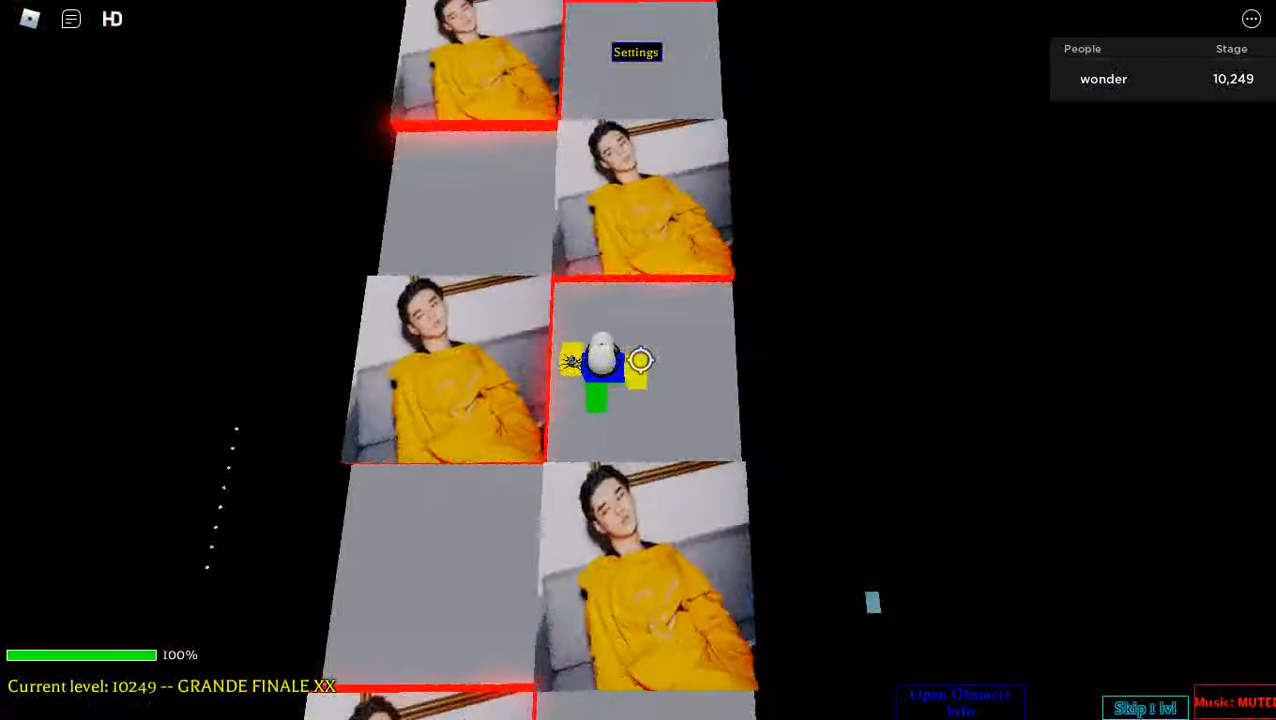 HD
Settings
People Stage
wonder 10,249
100%
Current level: 10249 -- GRANDE FINALE XX
Open Obstacle
Info
Skip 1 lvl
Music: MUTED